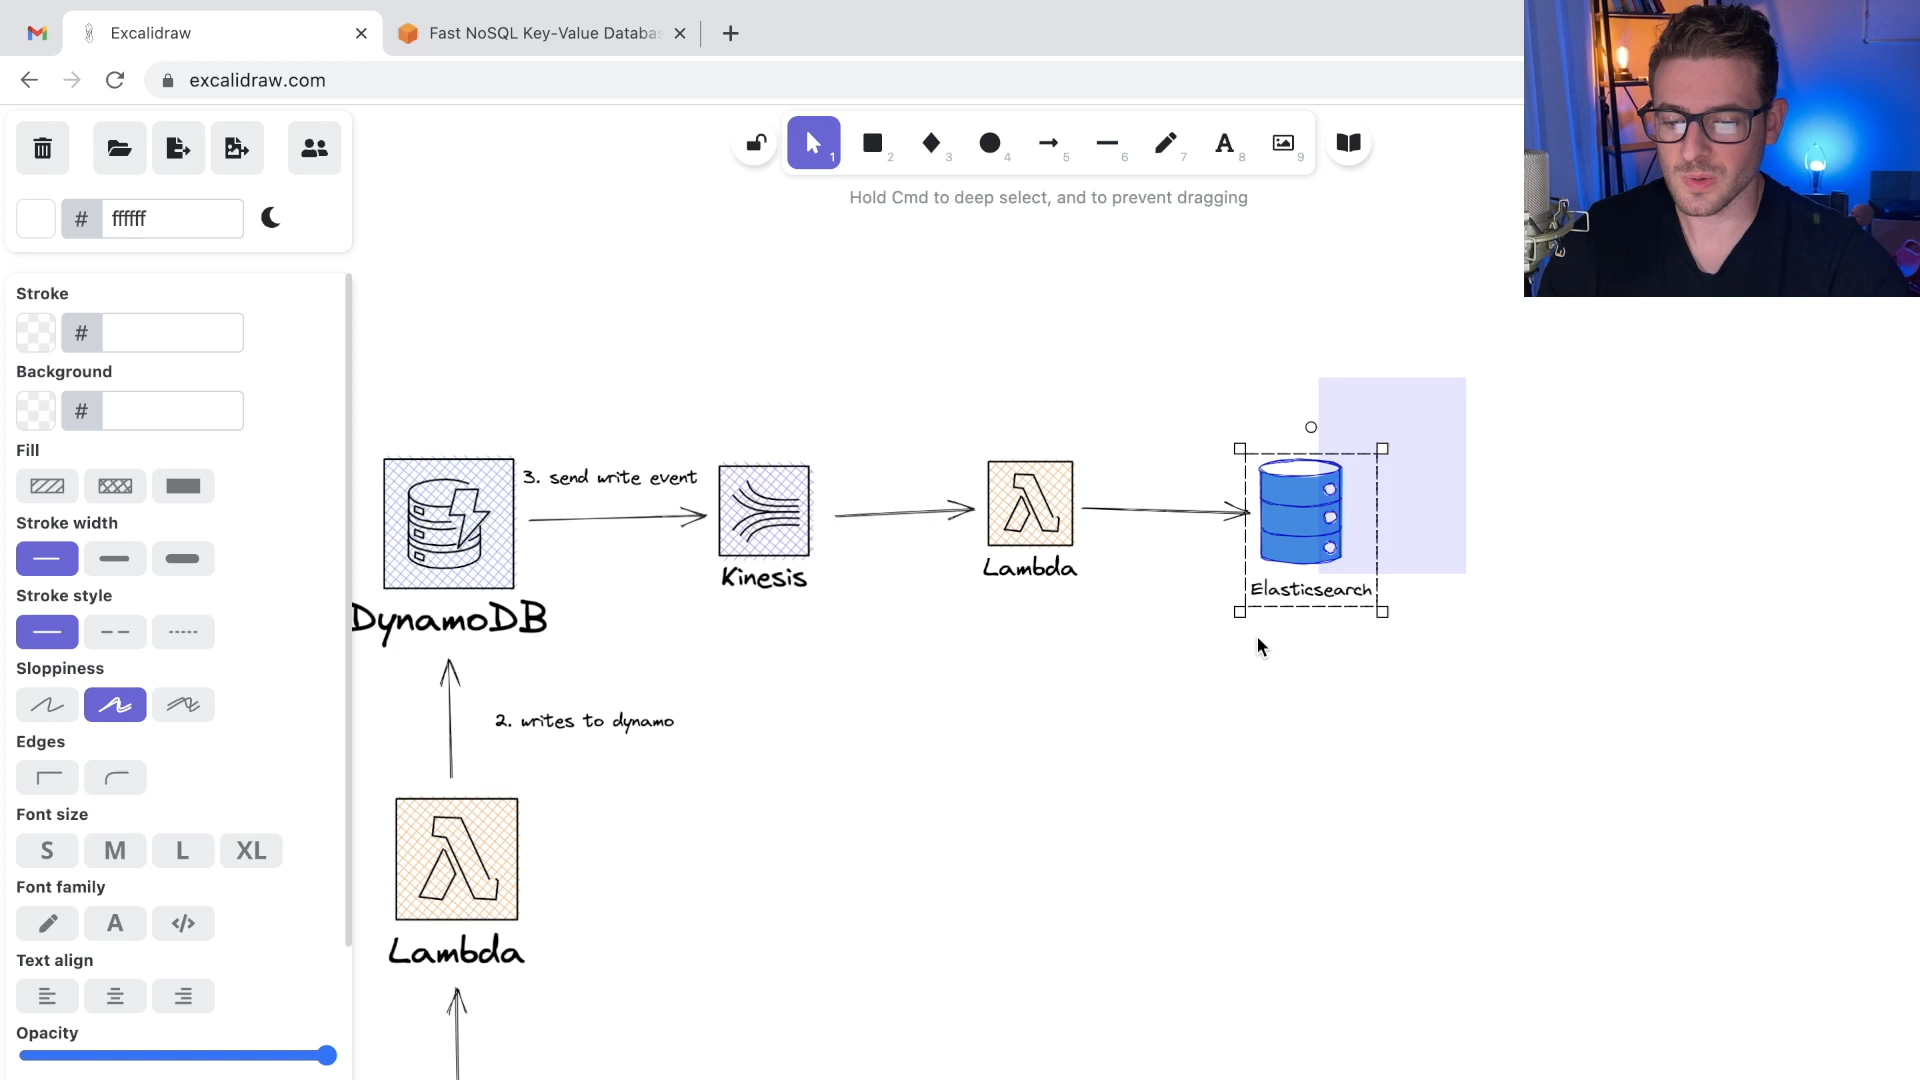 Excalidraw
Fast NoSQL Key-Value Databas
excalidraw.com
1
2
3
4
5
6
A
7
8
9
Hold Cmd to deep select, and to prevent dragging
# ffffff
Stroke
#
Background
#
Fill
Stroke width
Stroke style
Sloppiness
Edges
Font size
S M L XL
Font family
A </>
Text align
Opacity
3. send write event
DynamoDB
Kinesis
Lambda
Elasticsearch
2. writes to dynamo
Lambda